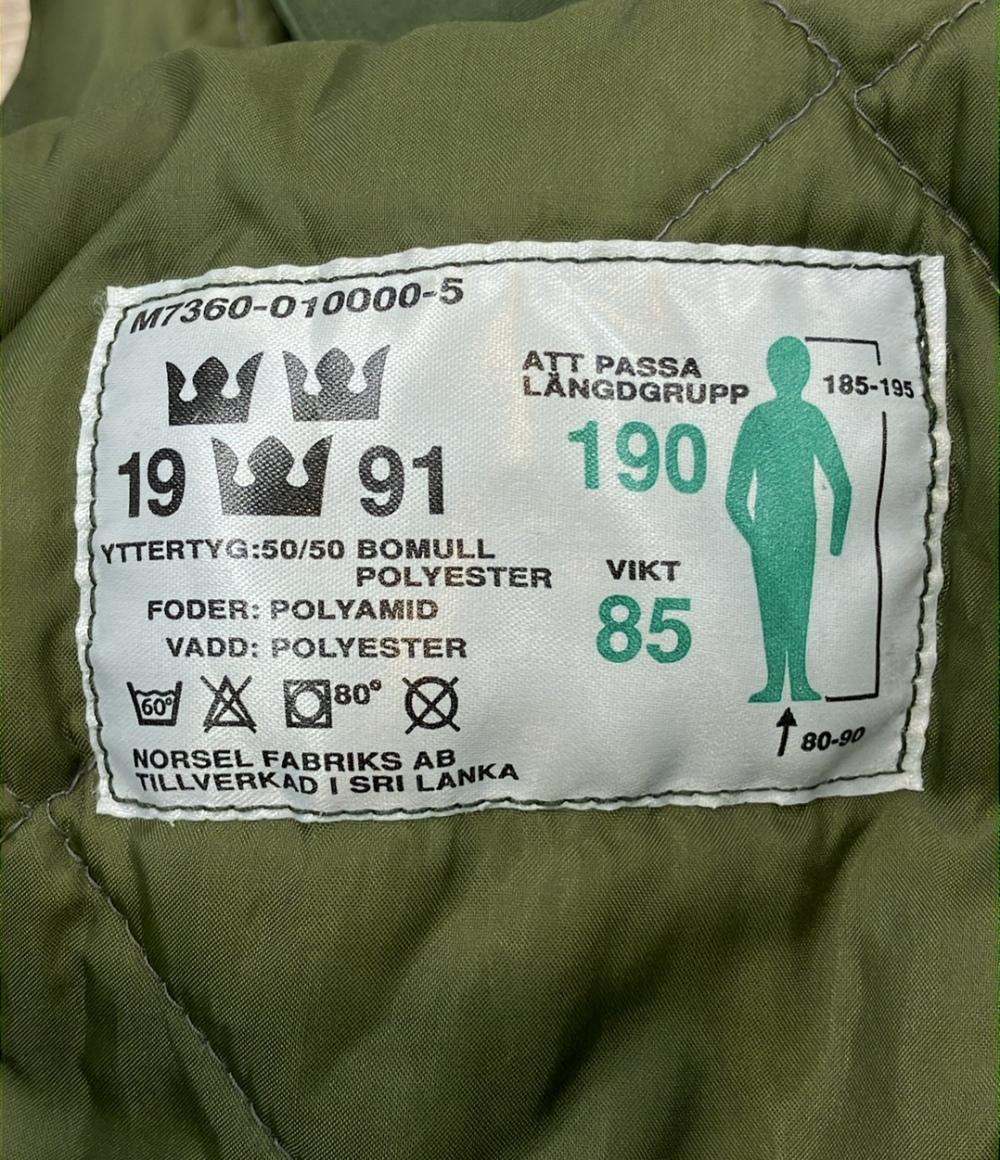 M7360-010000-5
19 91
YTTERTYG:50/50 BOMULL
POLYESTER
FODER: POLYAMID
VADD: POLYESTER
60° 80°
NORSEL FABRIKS AB
TILLVERKAD I SRI LANKA
ATT PASSA
LÄNGDGRUPP
190
185-195
VIKT
85
80-90